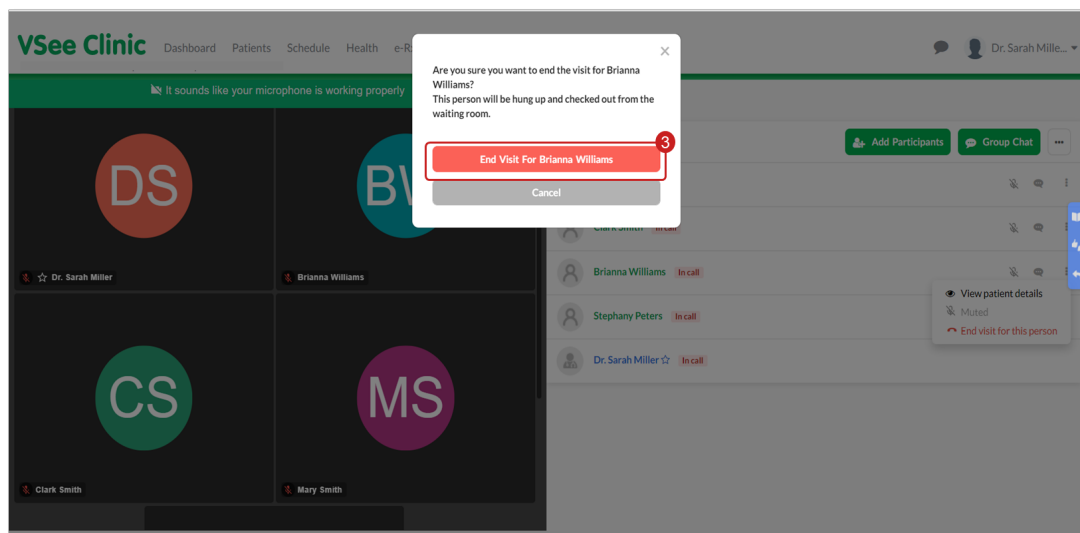 VSee Clinic Dashboard Patients Schedule Health Dr. Sarah Mille...
It sounds like your microphone is working properly
×
Are you sure you want to end the visit for Brianna
Williams?
This person will be hung up and checked out from the
waiting room.
3
End Visit For Brianna Williams
Cancel
Add Participants Group Chat
DS
Dr. Sarah Miller
Brianna Williams
CS
Clark Smith
MS
Mary Smith
Clark Smith In call
Brianna Williams In call
View patient details
Muted
End visit for this person
Stephany Peters In call
Dr. Sarah Miller In call